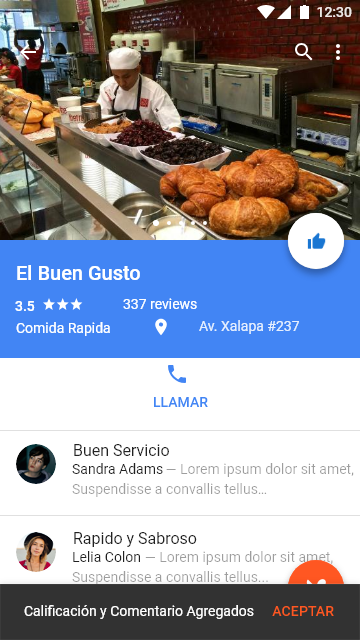 12:30
El Buen Gusto
3.5 337 reviews
Comida Rapida Av. Xalapa #237
LLAMAR
Buen Servicio
Sandra Adams — Lorem ipsum dolor sit amet,
Suspendisse a convallis tellus...
Rapido y Sabroso
Lelia Colon — Lorem ipsum dolor sit amet,
Suspendisse a convallis tellus...
Calificación y Comentario Agregados ACEPTAR